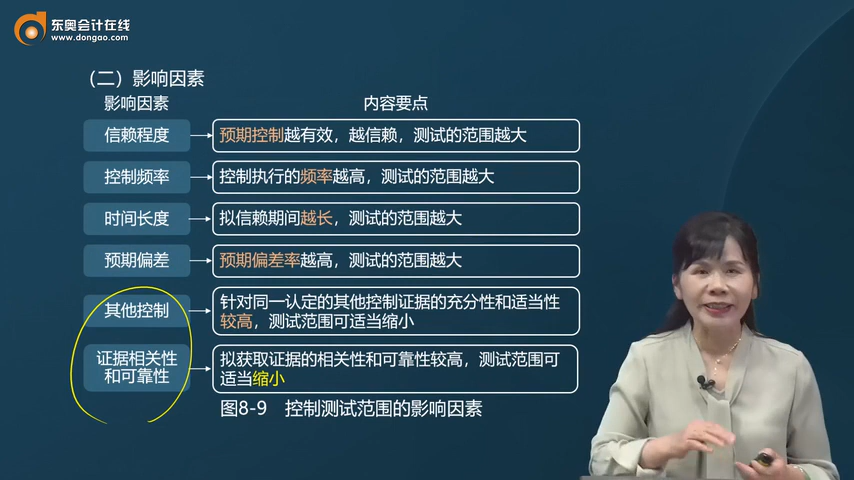 东奥会计在线
www.dongao.com
（二）影响因素
影响因素 内容要点
信赖程度 预期控制越有效，越信赖，测试的范围越大
控制频率 控制执行的频率越高，测试的范围越大
时间长度 拟信赖期间越长，测试的范围越大
预期偏差 预期偏差率越高，测试的范围越大
其他控制 针对同一认定的其他控制证据的充分性和适当性
较高，测试范围可适当缩小
证据相关性
和可靠性
拟获取证据的相关性和可靠性较高，测试范围可
适当缩小
图8-9 控制测试范围的影响因素